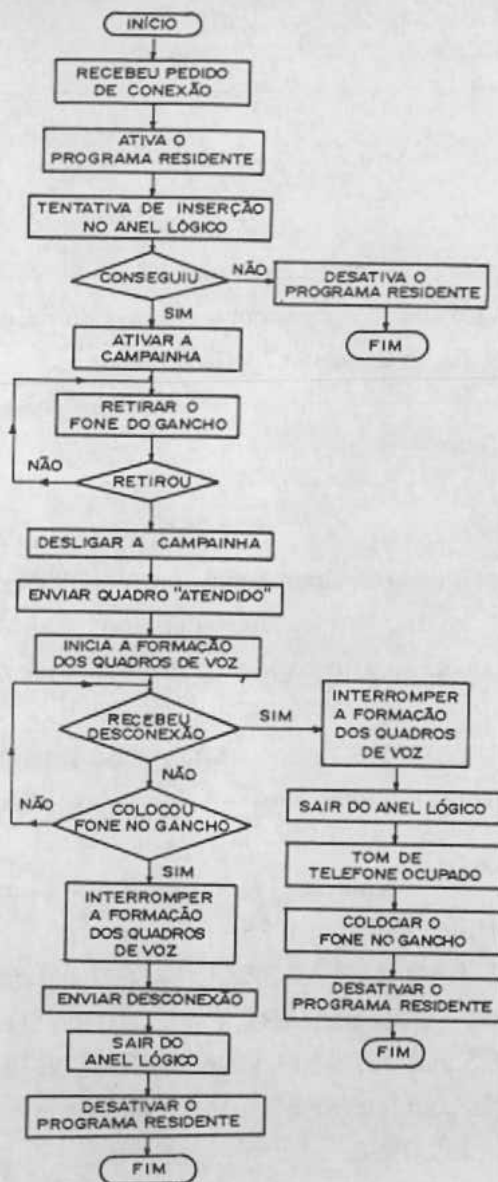 INÍCIO
RECEBEU PEDIDO
DE CONEXÃO
ATIVA O
PROGRAMA RESIDENTE
TENTATIVA DE INSERÇÃO
NO ANEL LÓGICO
CONSEGUIU
NÃO
DESATIVA O
PROGRAMA RESIDENTE
FIM
SIM
ATIVAR A
CAMPAINHA
RETIRAR O
FONE DO GANCHO
NÃO
RETIROU
DESLIGAR A CAMPAINHA
ENVIAR QUADRO "ATENDIDO"
INICIA A FORMAÇÃO
DOS QUADROS DE VOZ
RECEBEU
DESCONEXÃO
SIM
INTERROMPER
A FORMAÇÃO
DOS QUADROS
DE VOZ
SAIR DO ANEL LÓGICO
TOM DE
TELEFONE OCUPADO
COLOCAR O
FONE NO GANCHO
DESATIVAR O
PROGRAMA RESIDENTE
FIM
NÃO
NÃO
COLOCOU
FONE NO GANCHO
SIM
INTERROMPER
A FORMAÇÃO
DOS QUADROS
DE VOZ
ENVIAR DESCONEXÃO
SAIR DO
ANEL LÓGICO
DESATIVAR O
PROGRAMA RESIDENTE
FIM